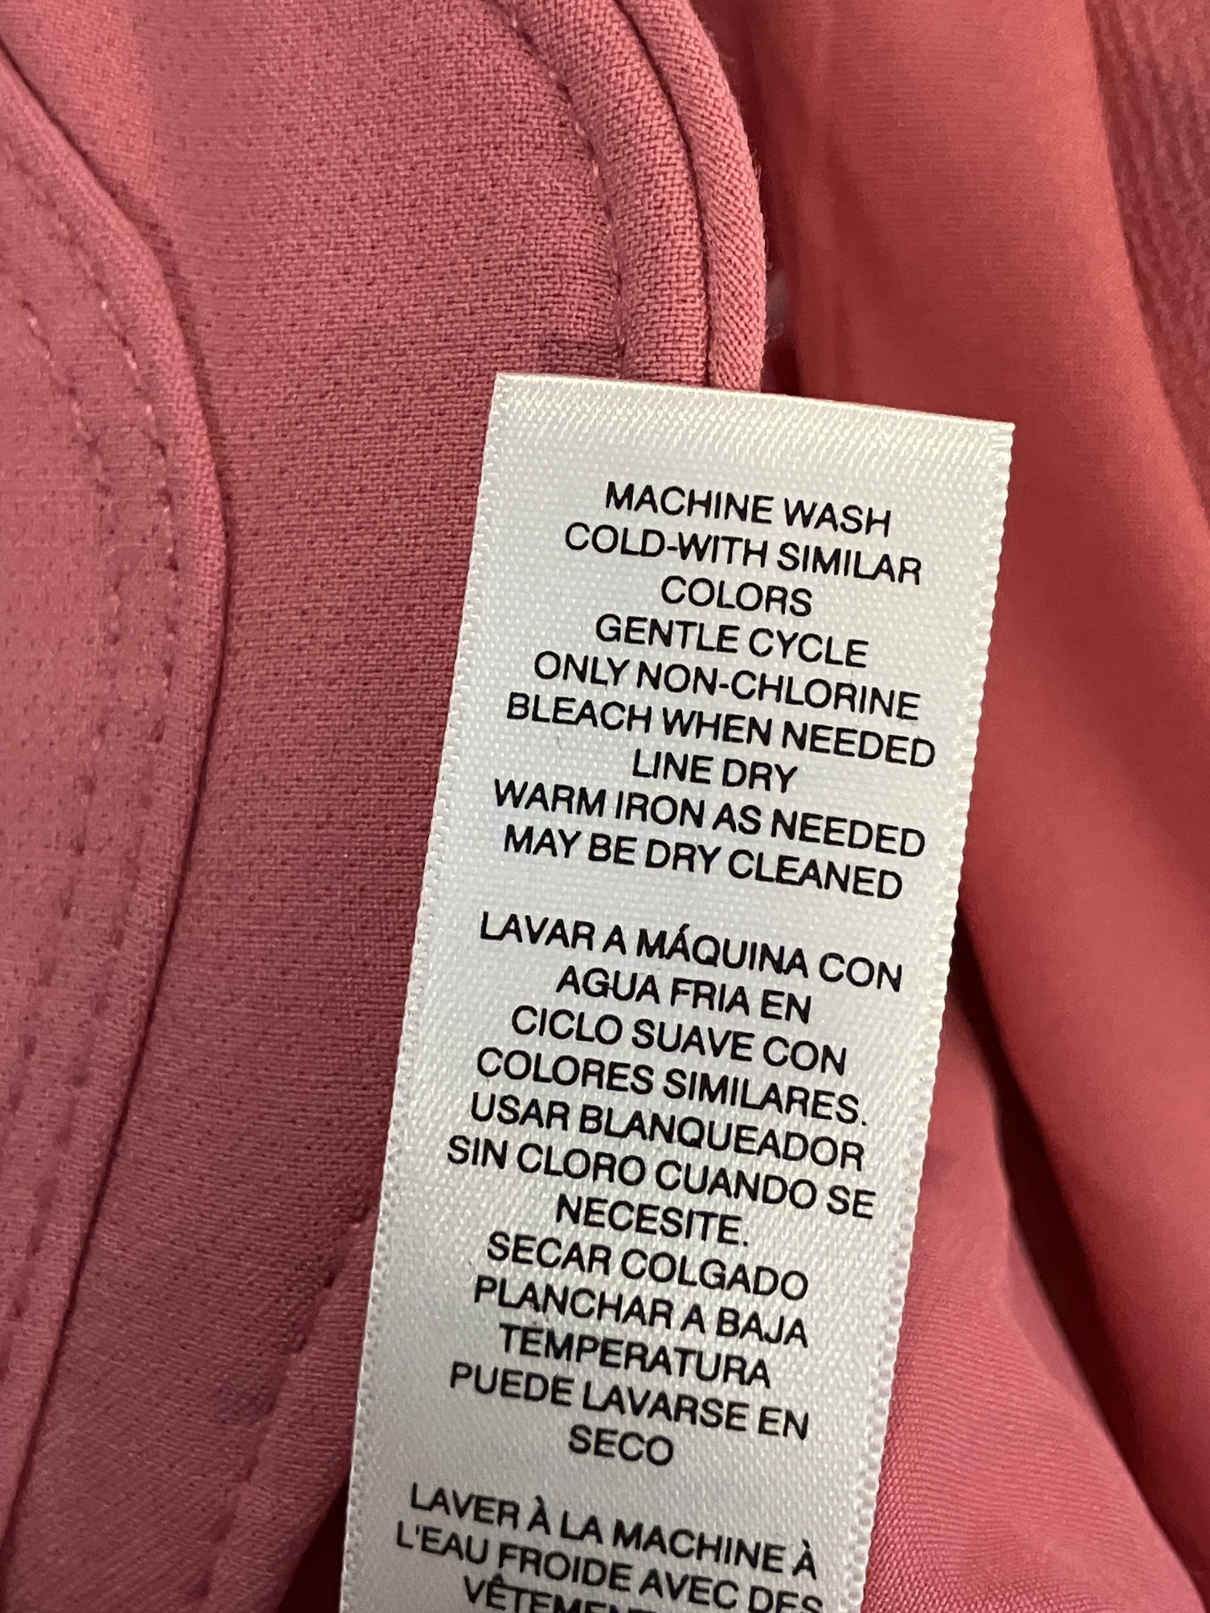 MACHINE WASH
COLD-WITH SIMILAR
COLORS
GENTLE CYCLE
ONLY NON-CHLORINE
BLEACH WHEN NEEDED
LINE DRY
WARM IRON AS NEEDED
MAY BE DRY CLEANED
LAVAR A MÁQUINA CON
AGUA FRIA EN
CICLO SUAVE CON
COLORES SIMILARES.
USAR BLANQUEADOR
SIN CLORO CUANDO SE
NECESITE.
SECAR COLGADO
PLANCHAR A BAJA
TEMPERATURA
PUEDE LAVARSE EN
SECO
LAVER À LA MACHINE À
L'EAU FROIDE AVEC DES